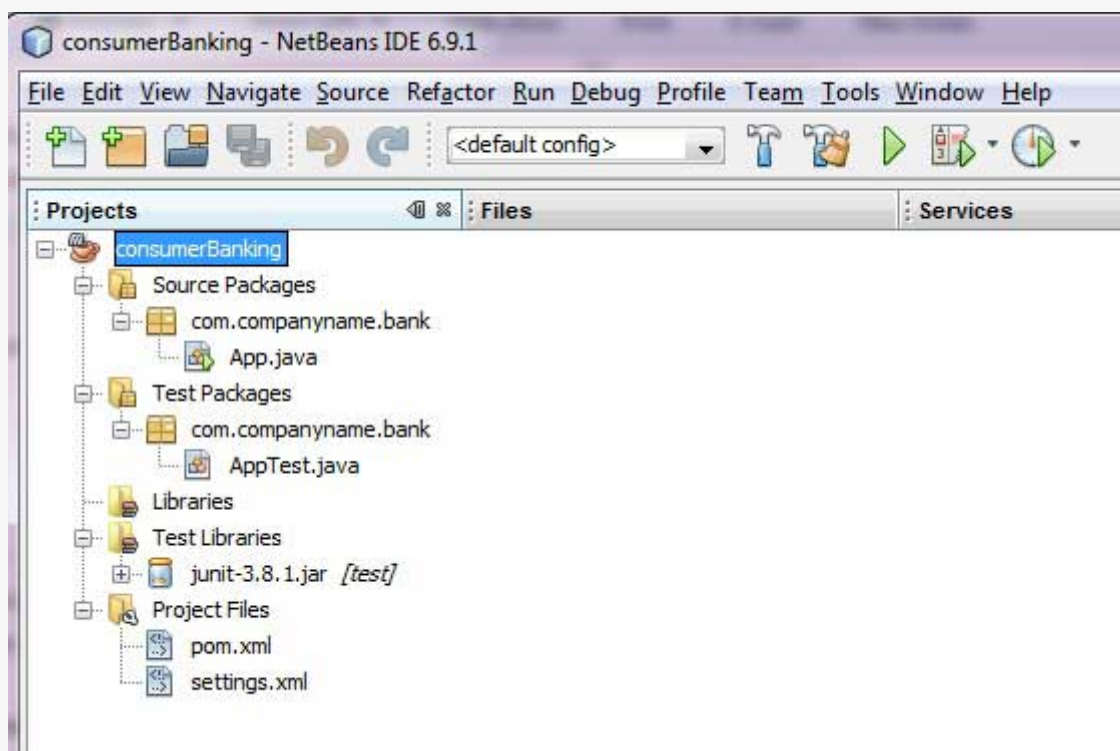 consumerBanking - NetBeans IDE 6.9.1
File Edit View Navigate Source Refactor Run Debug Profile Team Tools Window Help
<default config>
Projects Files Services
consumerBanking
Source Packages
com.companyname.bank
App.java
Test Packages
com.companyname.bank
AppTest.java
Libraries
Test Libraries
junit-3.8.1.jar [test]
Project Files
pom.xml
settings.xml